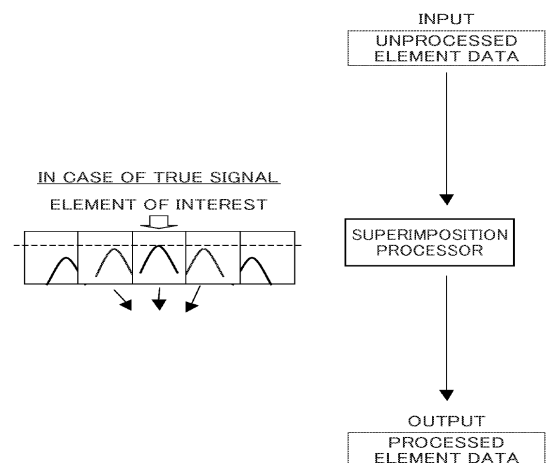 INPUT
UNPROCESSED
ELEMENT DATA
IN CASE OF TRUE SIGNAL
ELEMENT OF INTEREST
SUPERIMPOSITION
PROCESSOR
OUTPUT
PROCESSED
ELEMENT DATA